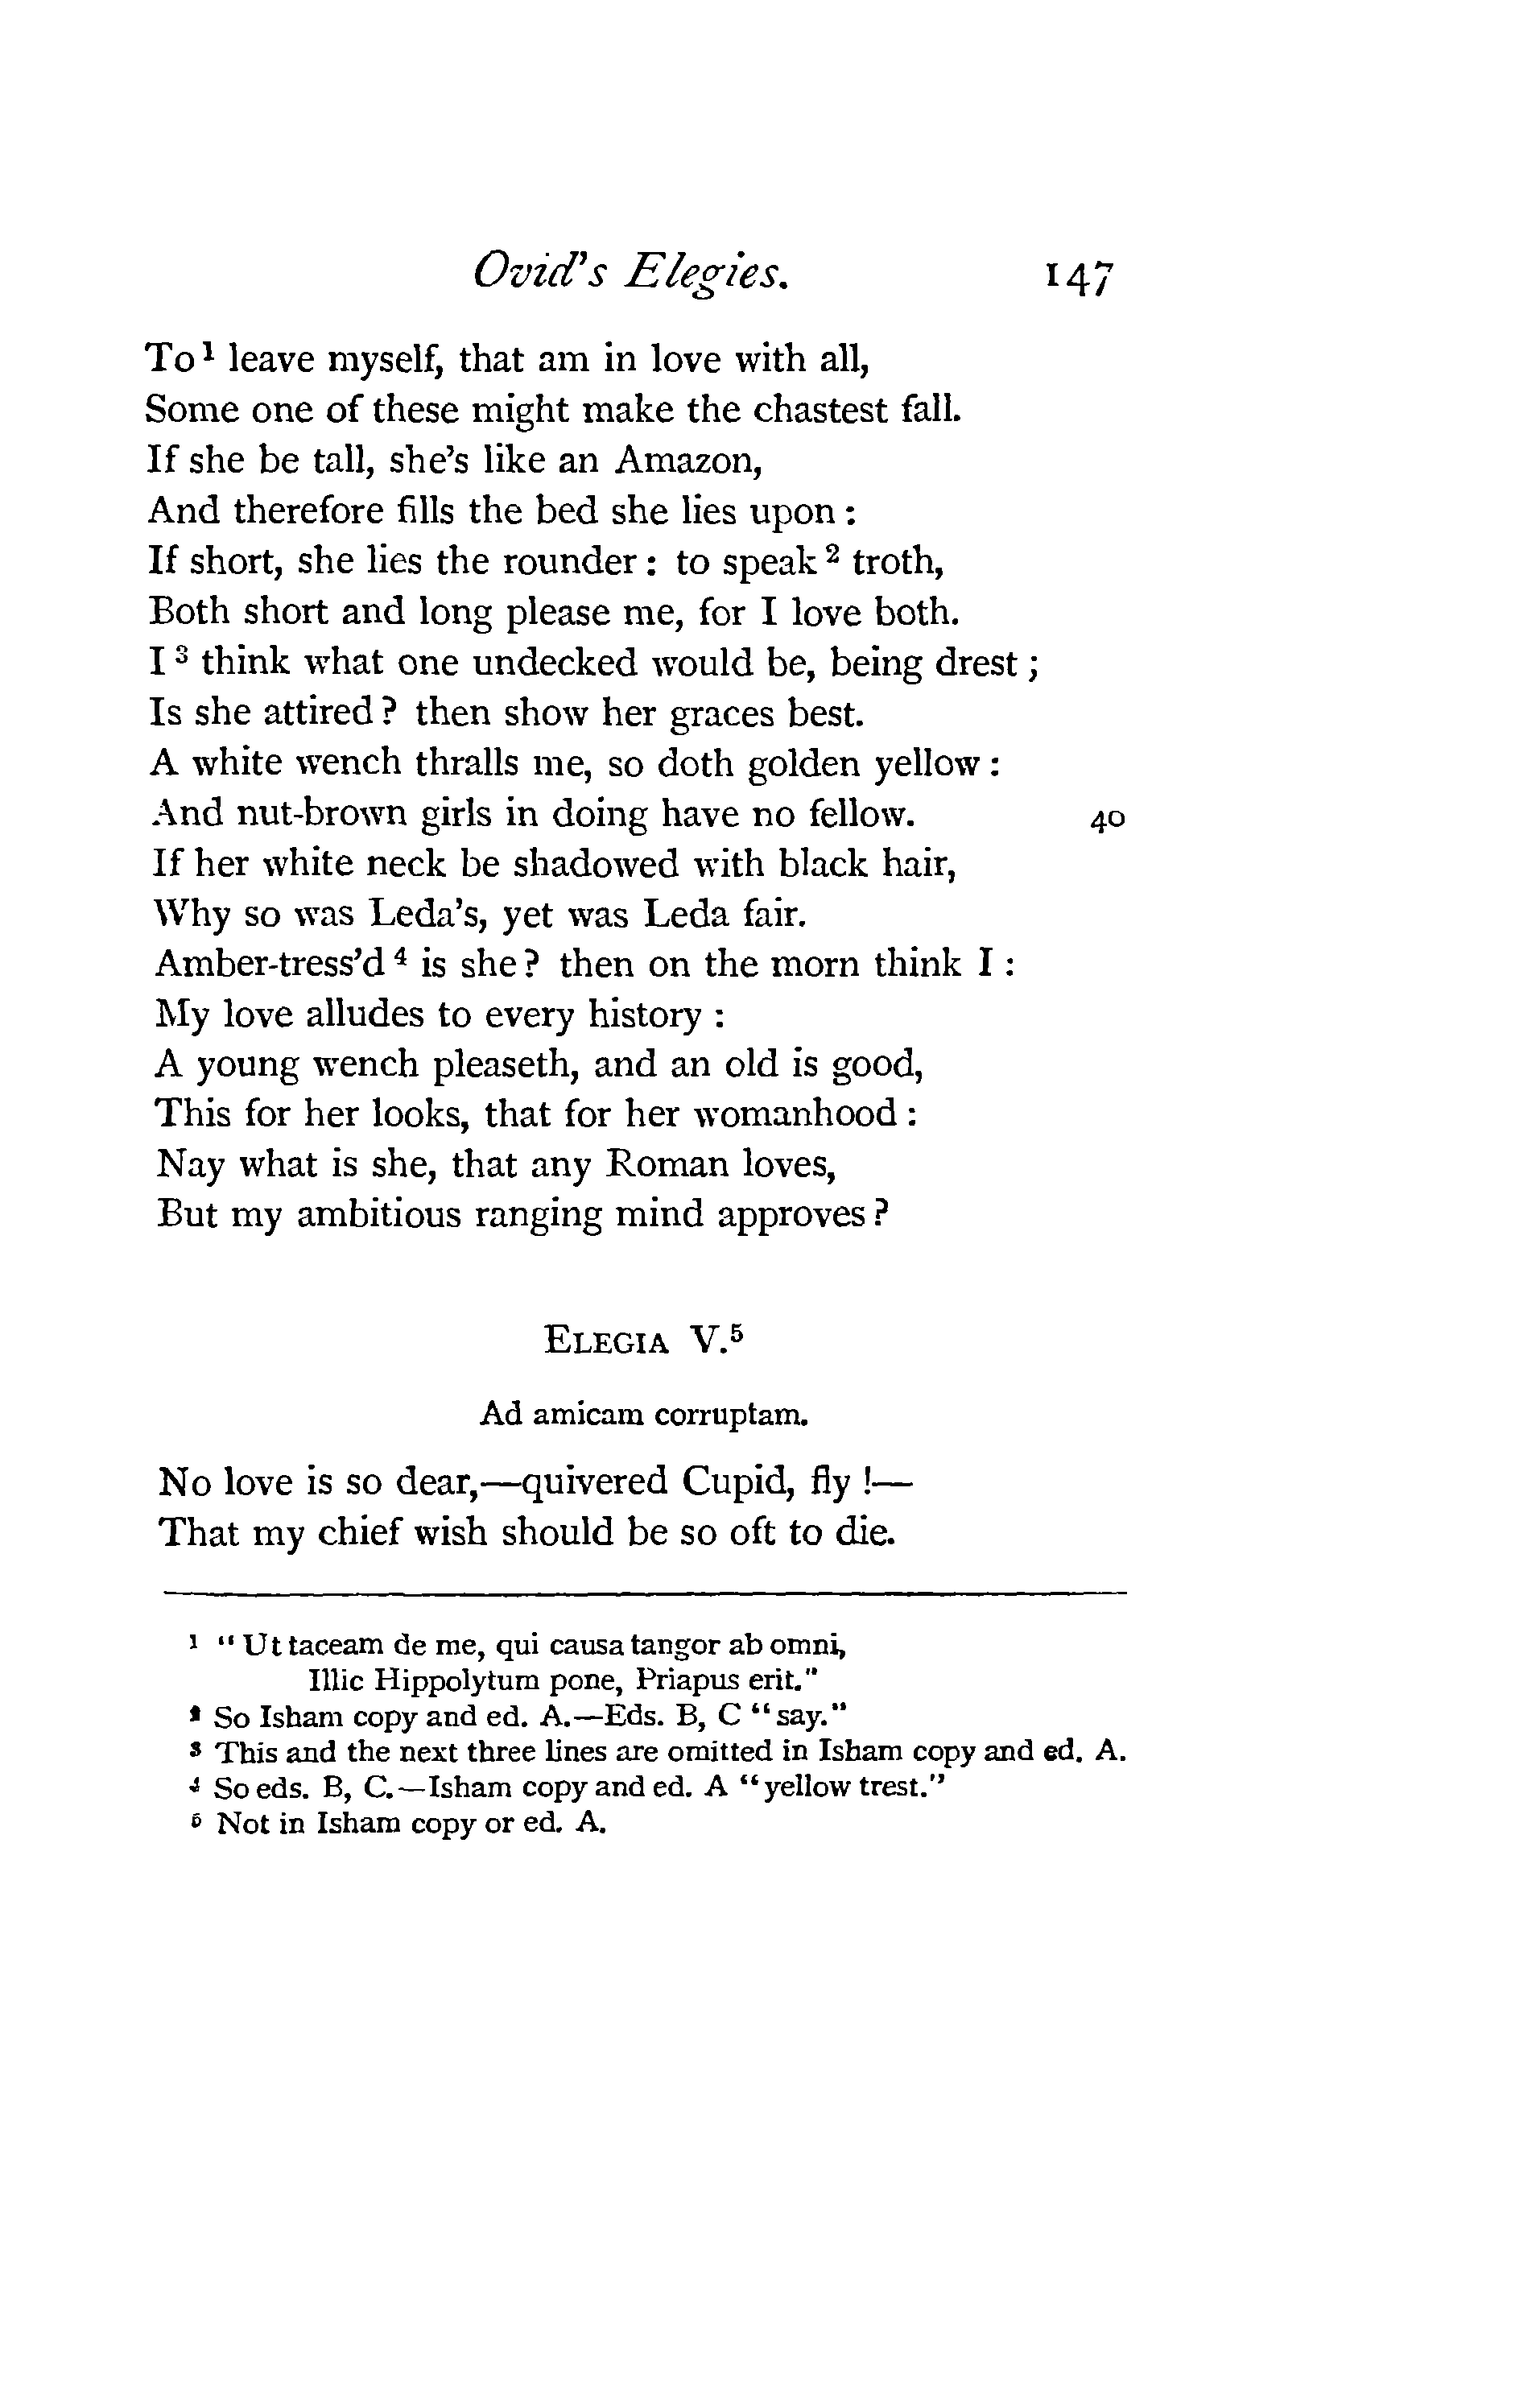 Ovid's Elegies. 147
To¹ leave myself, that am in love with all,
Some one of these might make the chastest fall.
If she be tall, she's like an Amazon,
And therefore fills the bed she lies upon :
If short, she lies the rounder : to speak² troth,
Both short and long please me, for I love both.
I³ think what one undecked would be, being drest ;
Is she attired ? then show her graces best.
A white wench thralls me, so doth golden yellow :
And nut-brown girls in doing have no fellow. 40
If her white neck be shadowed with black hair,
Why so was Leda's, yet was Leda fair.
Amber-tress'd⁴ is she ? then on the morn think I :
My love alludes to every history :
A young wench pleaseth, and an old is good,
This for her looks, that for her womanhood :
Nay what is she, that any Roman loves,
But my ambitious ranging mind approves ?
ELEGIA V.⁵
Ad amicam corruptam.
No love is so dear,—quivered Cupid, fly !—
That my chief wish should be so oft to die.
¹ "Ut taceam de me, qui causa tangor ab omni,
Illic Hippolytum pone, Priapus erit."
² So Isham copy and ed. A.—Eds. B, C "say."
³ This and the next three lines are omitted in Isham copy and ed. A.
⁴ So eds. B, C.—Isham copy and ed. A "yellow trest."
⁵ Not in Isham copy or ed. A.